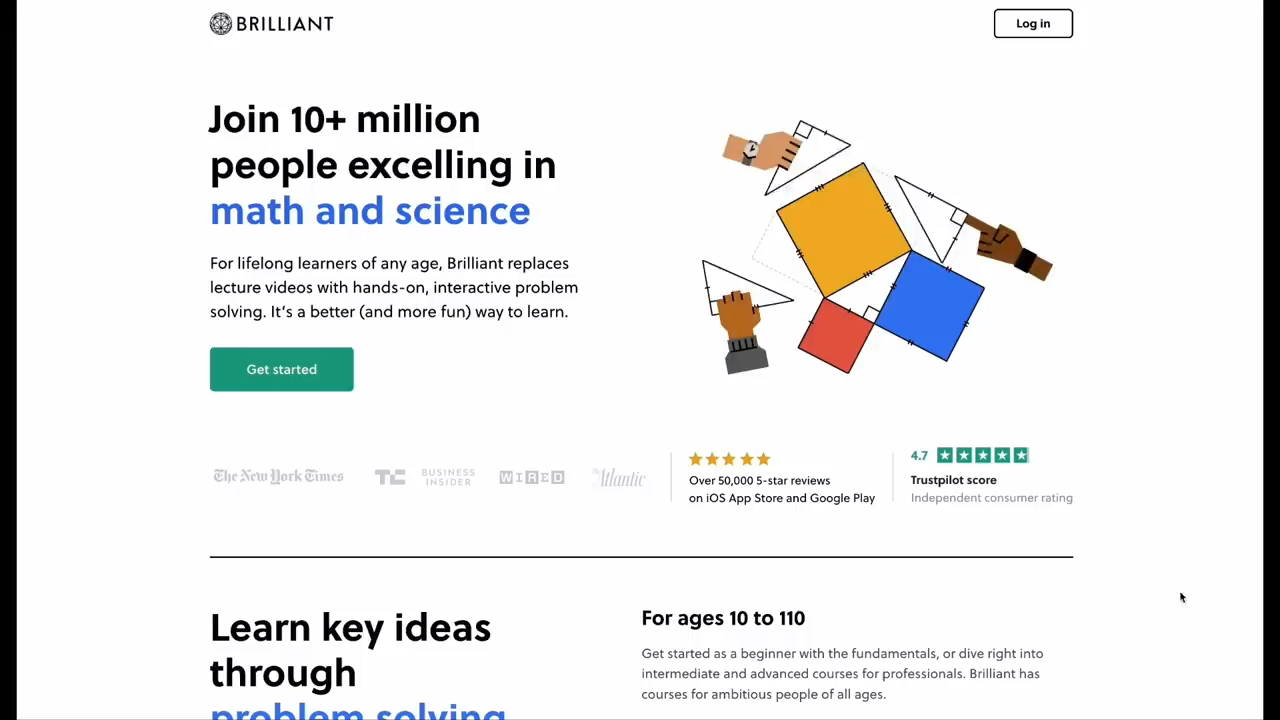 BRILLIANT
Log in
Join 10+ million
people excelling in
math and science
For lifelong learners of any age, Brilliant replaces
lecture videos with hands-on, interactive problem
solving. It’s a better (and more fun) way to learn.
Get started
The New York Times
TC
BUSINESS
INSIDER
WIRED
The Atlantic
Over 50,000 5-star reviews
on iOS App Store and Google Play
4.7
Trustpilot score
Independent consumer rating
Learn key ideas
through
problem solving
For ages 10 to 110
Get started as a beginner with the fundamentals, or dive right into
intermediate and advanced courses for professionals. Brilliant has
courses for ambitious people of all ages.